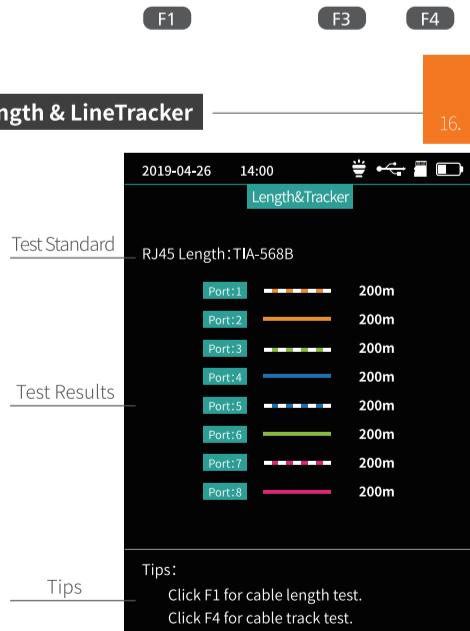 F1 F3 F4
ngth & LineTracker
16.
2019-04-26 14:00
Length&Tracker
Test Standard
RJ45 Length:TIA-568B
Port:1 200m
Port:2 200m
Port:3 200m
Port:4 200m
Test Results
Port:5 200m
Port:6 200m
Port:7 200m
Port:8 200m
Tips:
Tips
Click F1 for cable length test.
Click F4 for cable track test.